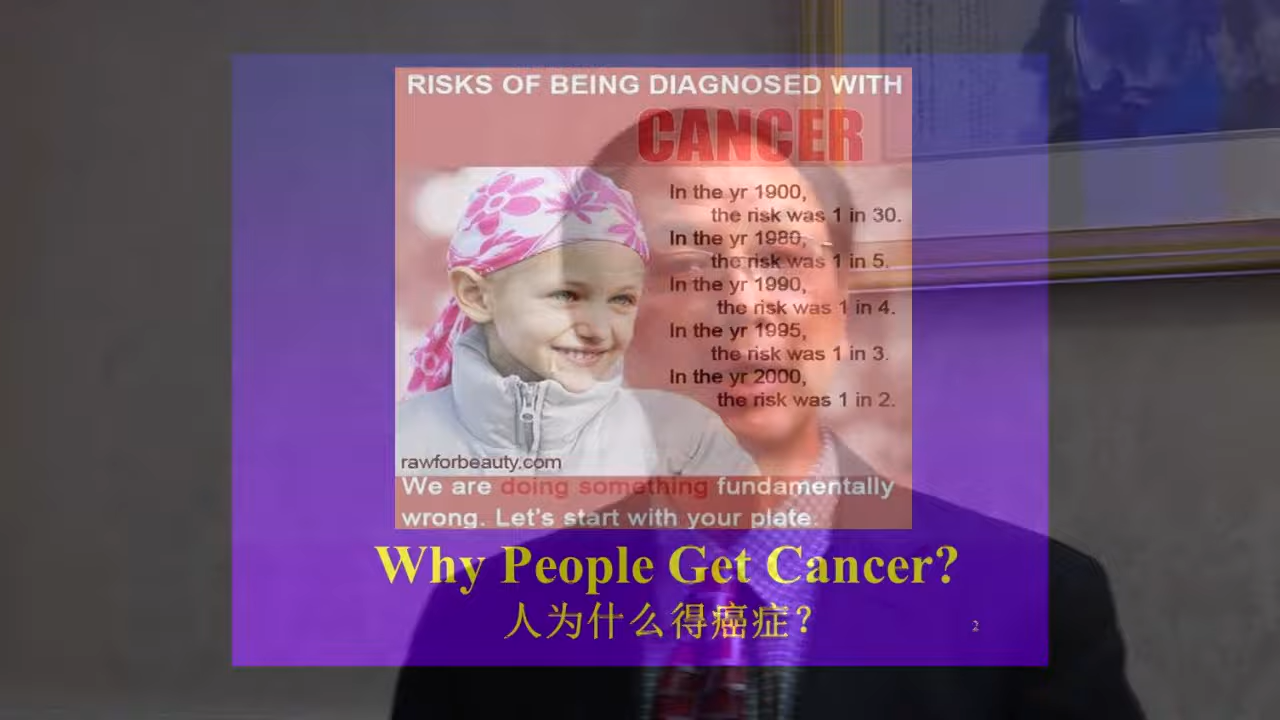 RISKS OF BEING DIAGNOSED WITH
CANCER
In the yr 1900,
the risk was 1 in 30.
In the yr 1980,
the risk was 1 in 5.
In the yr 1990,
the risk was 1 in 4.
In the yr 1995,
the risk was 1 in 3.
In the yr 2000,
the risk was 1 in 2.
rawforbeauty.com
We are doing something fundamentally
wrong. Let's start with your plate.
Why People Get Cancer?
人为什么得癌症?
2